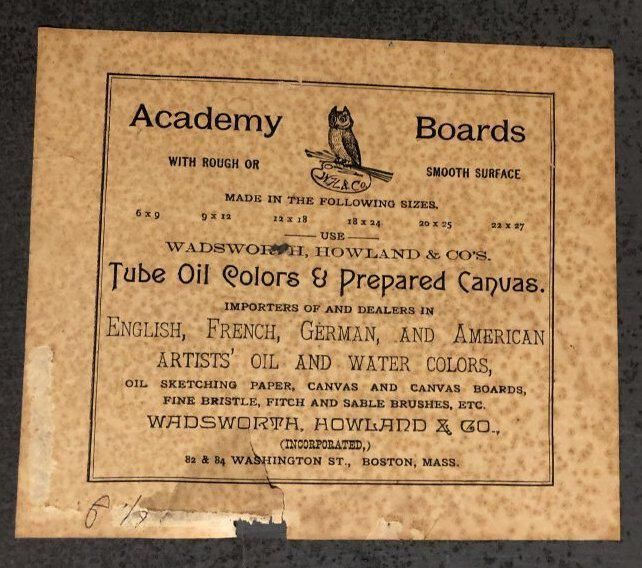 Academy Boards
W.H. & Co.
WITH ROUGH OR SMOOTH SURFACE
MADE IN THE FOLLOWING SIZES.
6 x 9 9 x 12 12 x 18 18 x 24 20 x 25 22 x 27
USE
WADSWORTH, HOWLAND & CO'S.
Tube Oil Colors & Prepared Canvas.
IMPORTERS OF AND DEALERS IN
ENGLISH, FRENCH, GERMAN, AND AMERICAN
ARTISTS' OIL AND WATER COLORS,
OIL SKETCHING PAPER, CANVAS AND CANVAS BOARDS,
FINE BRISTLE, FITCH AND SABLE BRUSHES, ETC.
WADSWORTH, HOWLAND & CO.,
(INCORPORATED,)
82 & 84 WASHINGTON ST., BOSTON, MASS.